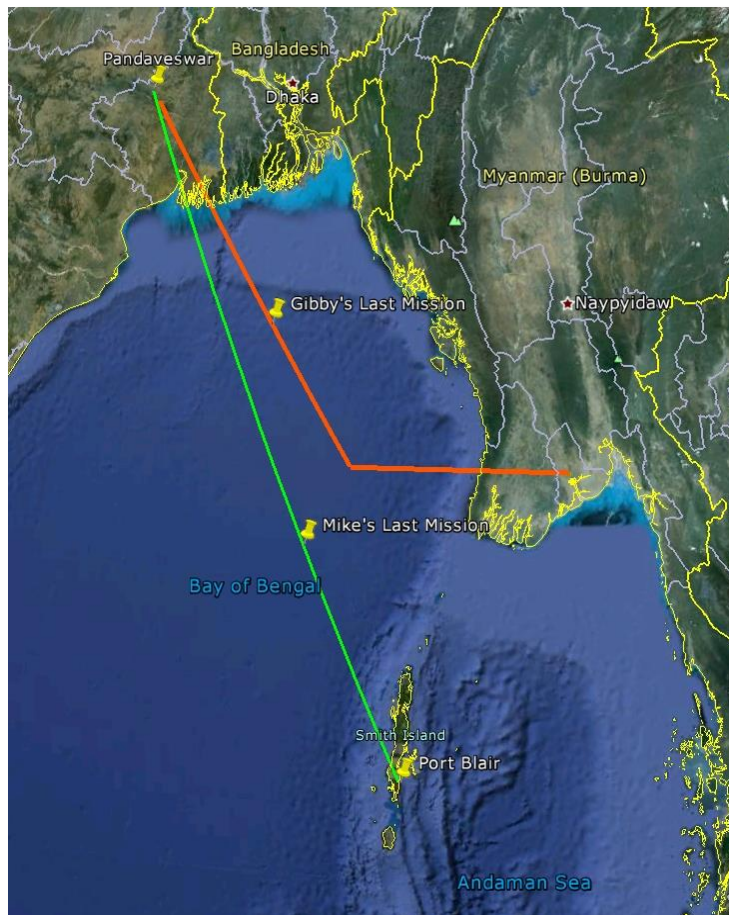 Bangladesh
Pandaveswar
Dhaka
Myanmar (Burma)
Gibby's Last Mission
Naypyidaw
Mike's Last Mission
Bay of Bengal
Smith Island
Port Blair
Andaman Sea